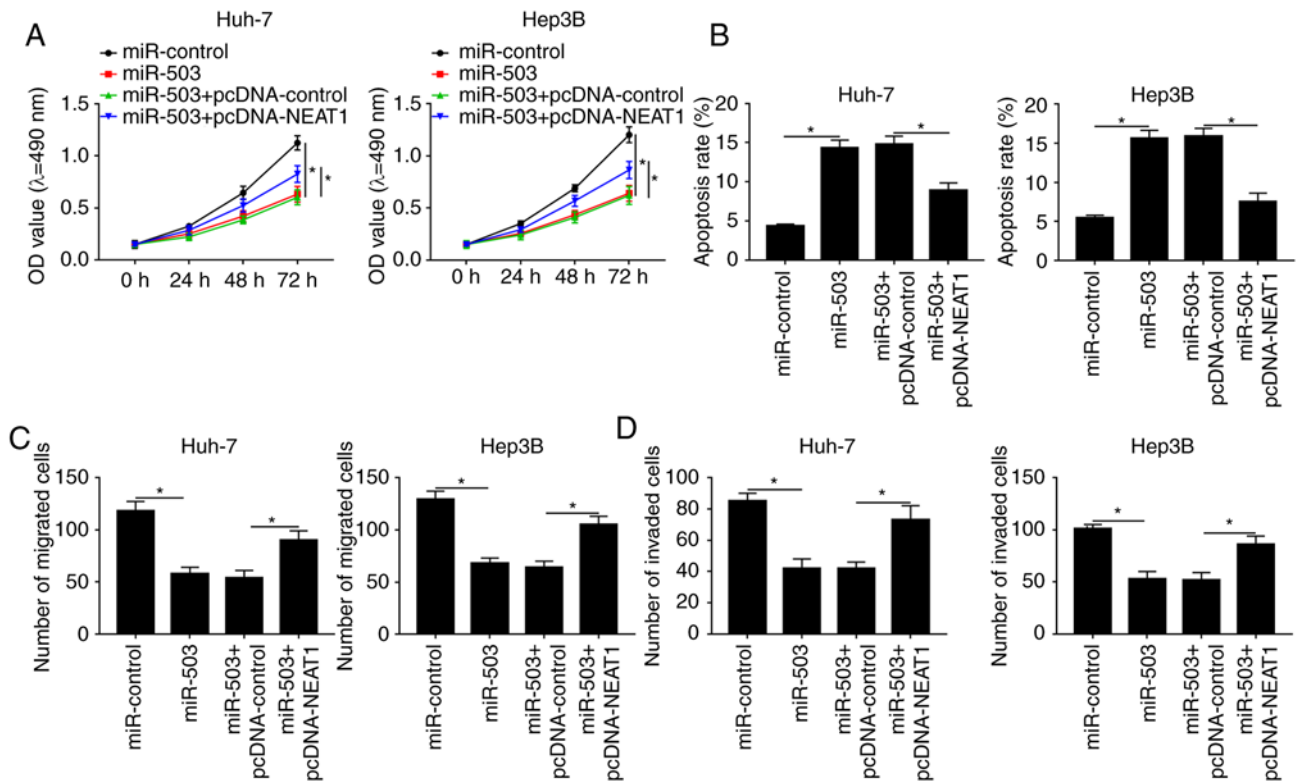 A
Huh-7
miR-control
miR-503
miR-503+pcDNA-control
miR-503+pcDNA-NEAT1
OD value (λ=490 nm)
1.5
1.0
0.5
0.0
0 h 24 h 48 h 72 h
*
*
Hep3B
miR-control
miR-503
miR-503+pcDNA-control
miR-503+pcDNA-NEAT1
OD value (λ=490 nm)
1.5
1.0
0.5
0.0
0 h 24 h 48 h 72 h
*
*
B
Huh-7
Apoptosis rate (%)
20
15
10
5
0
* *
miR-control
miR-503
miR-503+
pcDNA-control
miR-503+
pcDNA-NEAT1
Hep3B
Apoptosis rate (%)
20
15
10
5
0
* *
miR-control
miR-503
miR-503+
pcDNA-control
miR-503+
pcDNA-NEAT1
C
Huh-7
Number of migrated cells
150
100
50
0
*
*
miR-control
miR-503
miR-503+
pcDNA-control
miR-503+
pcDNA-NEAT1
Hep3B
Number of migrated cells
150
100
50
0
*
*
miR-control
miR-503
miR-503+
pcDNA-control
miR-503+
pcDNA-NEAT1
D
Huh-7
Number of invaded cells
100
80
60
40
20
0
*
*
miR-control
miR-503
miR-503+
pcDNA-control
miR-503+
pcDNA-NEAT1
Hep3B
Number of invaded cells
150
100
50
0
*
*
miR-control
miR-503
miR-503+
pcDNA-control
miR-503+
pcDNA-NEAT1